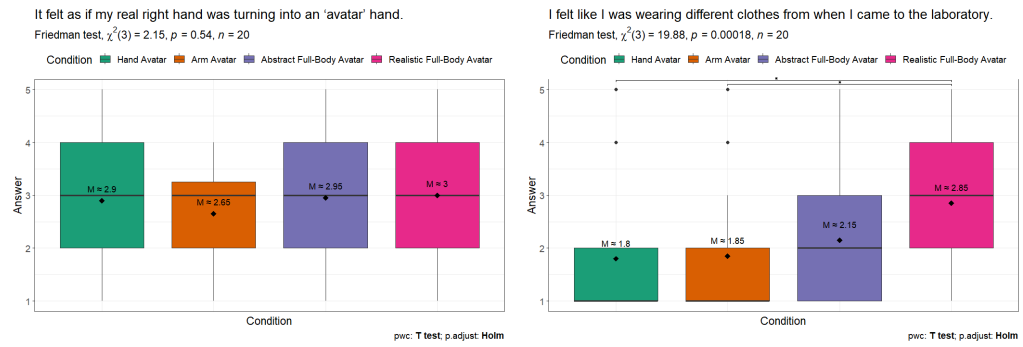 It felt as if my real right hand was turning into an ‘avatar’ hand.
Friedman test, χ²(3) = 2.15, p = 0.54, n = 20
Condition Hand Avatar Arm Avatar Abstract Full-Body Avatar Realistic Full-Body Avatar
5
4
3
2
1
Answer
M ≈ 2.9
M ≈ 2.65
M ≈ 2.95
M ≈ 3
Condition
pwc: T test; p.adjust: Holm
I felt like I was wearing different clothes from when I came to the laboratory.
Friedman test, χ²(3) = 19.88, p = 0.00018, n = 20
Condition Hand Avatar Arm Avatar Abstract Full-Body Avatar Realistic Full-Body Avatar
*
*
5
4
3
2
1
Answer
M ≈ 1.8
M ≈ 1.85
M ≈ 2.15
M ≈ 2.85
Condition
pwc: T test; p.adjust: Holm